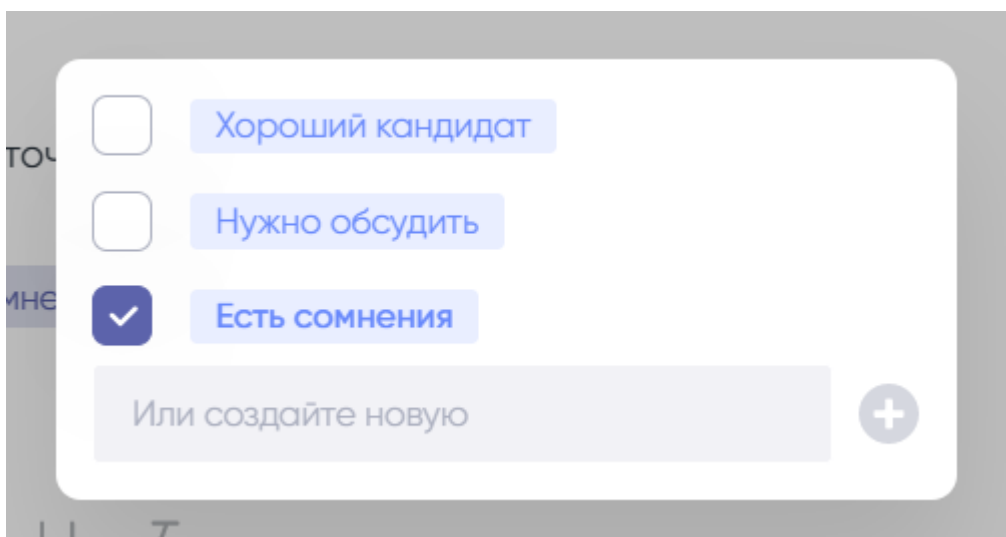 Хороший кандидат
Нужно обсудить
Есть сомнения
Или создайте новую